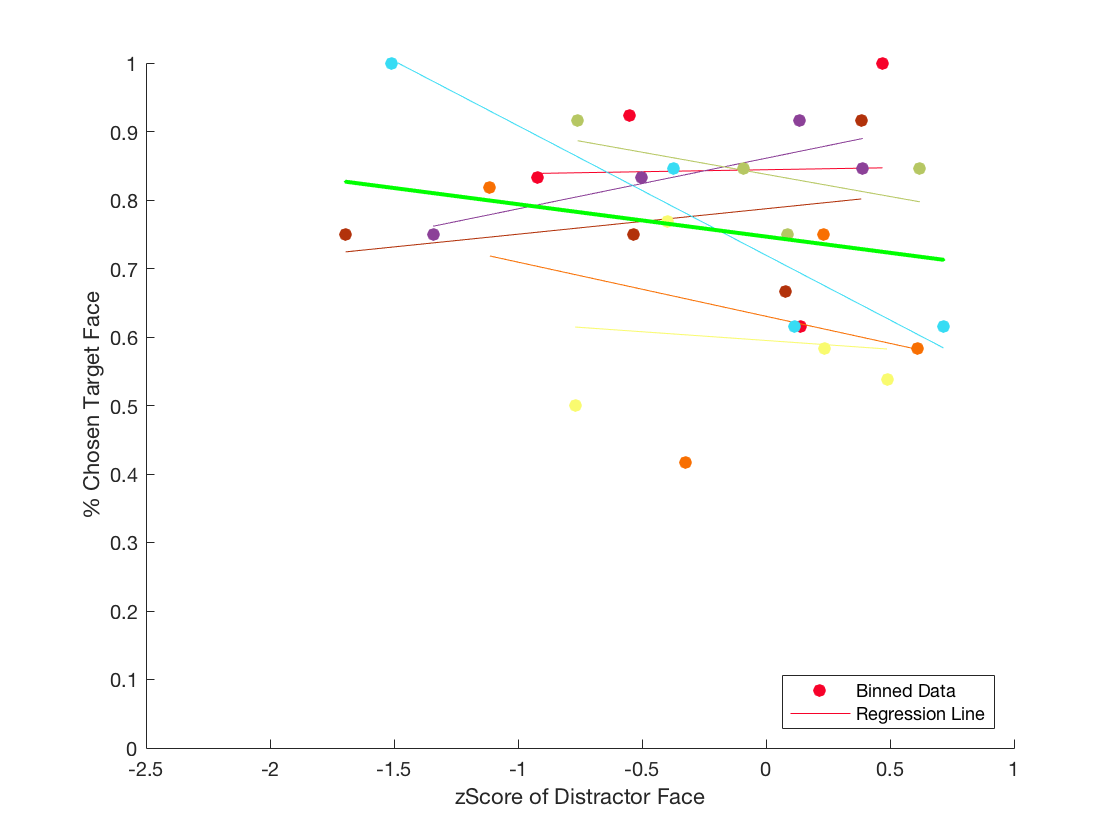 1
0.9
0.8
0.7
0.6
0.5
0.4
0.3
0.2
0.1
0
% Chosen Target Face
-2.5 -2 -1.5 -1 -0.5 0 0.5 1
zScore of Distractor Face
Binned Data
Regression Line